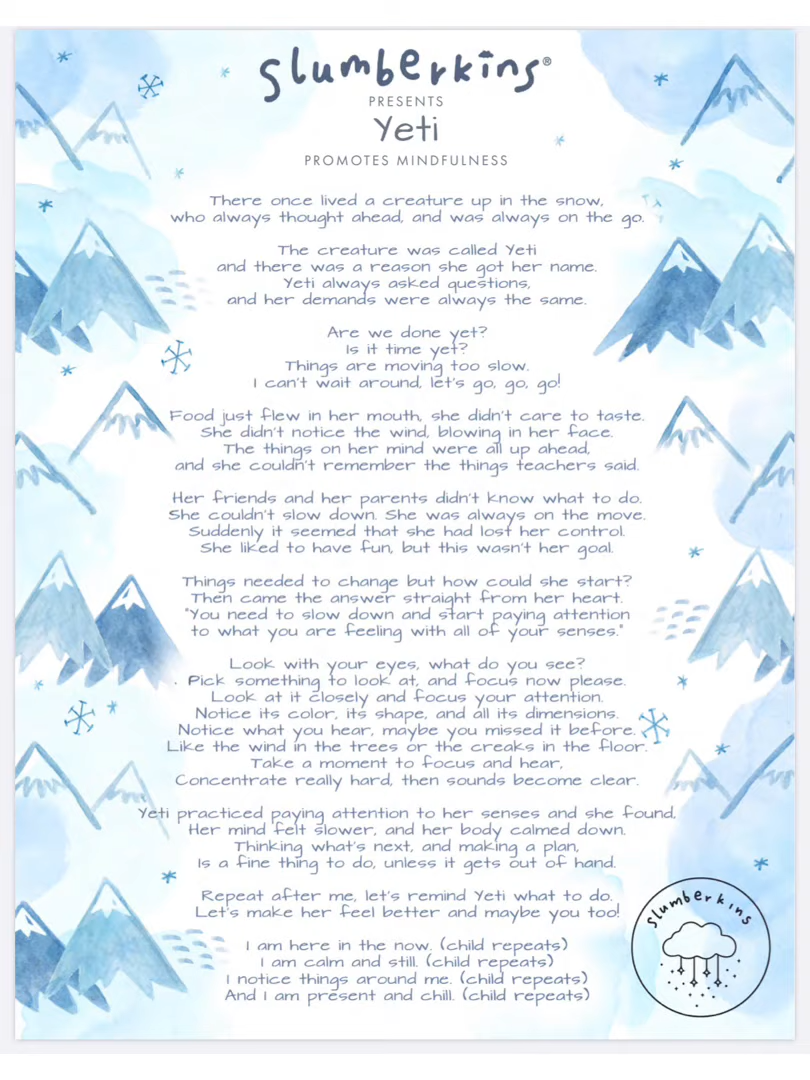 slumberkins®
PRESENTS
Yeti
PROMOTES MINDFULNESS
There once lived a creature up in the snow,
who always thought ahead, and was always on the go.
The creature was called Yeti
and there was a reason she got her name.
Yeti always asked questions,
and her demands were always the same.
Are we done yet?
Is it time yet?
Things are moving too slow.
I can't wait around, let's go, go, go!
Food just flew in her mouth, she didn't care to taste.
She didn't notice the wind, blowing in her face.
The things on her mind were all up ahead,
and she couldn't remember the things teachers said.
Her friends and her parents didn't know what to do.
She couldn't slow down. She was always on the move.
Suddenly it seemed that she had lost her control.
She liked to have fun, but this wasn't her goal.
Things needed to change but how could she start?
Then came the answer straight from her heart.
"You need to slow down and start paying attention
to what you are feeling with all of your senses."
Look with your eyes, what do you see?
. Pick something to look at, and focus now please.
Look at it closely and focus your attention.
Notice its color, its shape, and all its dimensions.
Notice what you hear, maybe you missed it before.
Like the wind in the trees or the creaks in the floor.
Take a moment to focus and hear,
Concentrate really hard, then sounds become clear.
Yeti practiced paying attention to her senses and she found,
Her mind felt slower, and her body calmed down.
Thinking what's next, and making a plan,
Is a fine thing to do, unless it gets out of hand.
Repeat after me, let's remind Yeti what to do.
Let's make her feel better and maybe you too!
I am here in the now. (child repeats)
I am calm and still. (child repeats)
I notice things around me. (child repeats)
And I am present and chill. (child repeats)
slumberkins